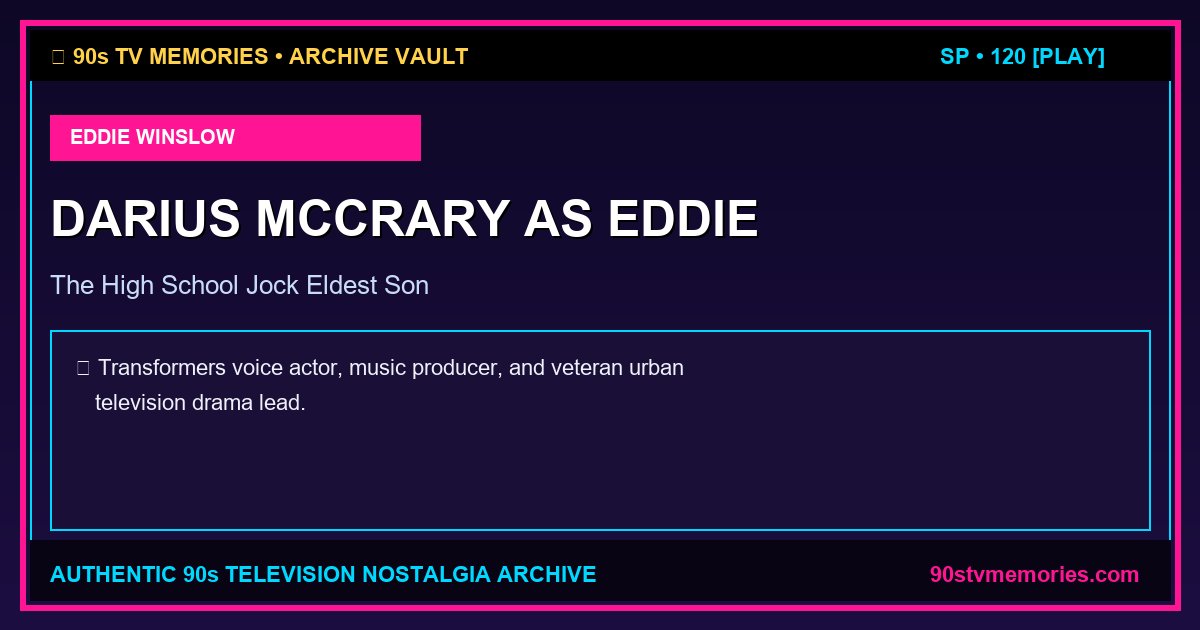 90s TV MEMORIES • ARCHIVE VAULT
SP • 120 [PLAY]
EDDIE WINSLOW
DARIUS MCCRARY AS EDDIE
The High School Jock Eldest Son
Transformers voice actor, music producer, and veteran urban
television drama lead.
AUTHENTIC 90s TELEVISION NOSTALGIA ARCHIVE
90stvmemories.com